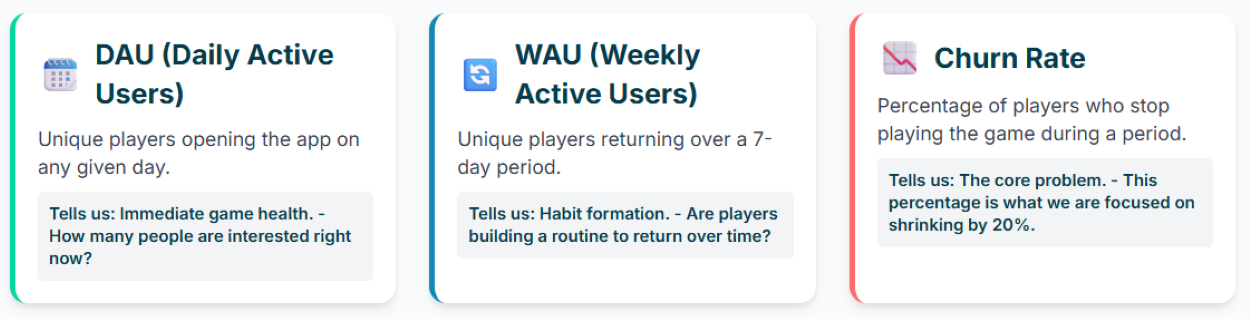 DAU (Daily Active
Users)
Unique players opening the app on
any given day.
Tells us: Immediate game health. -
How many people are interested right
now?
WAU (Weekly
Active Users)
Unique players returning over a 7-
day period.
Tells us: Habit formation. - Are players
building a routine to return over time?
Churn Rate
Percentage of players who stop
playing the game during a period.
Tells us: The core problem. - This
percentage is what we are focused on
shrinking by 20%.